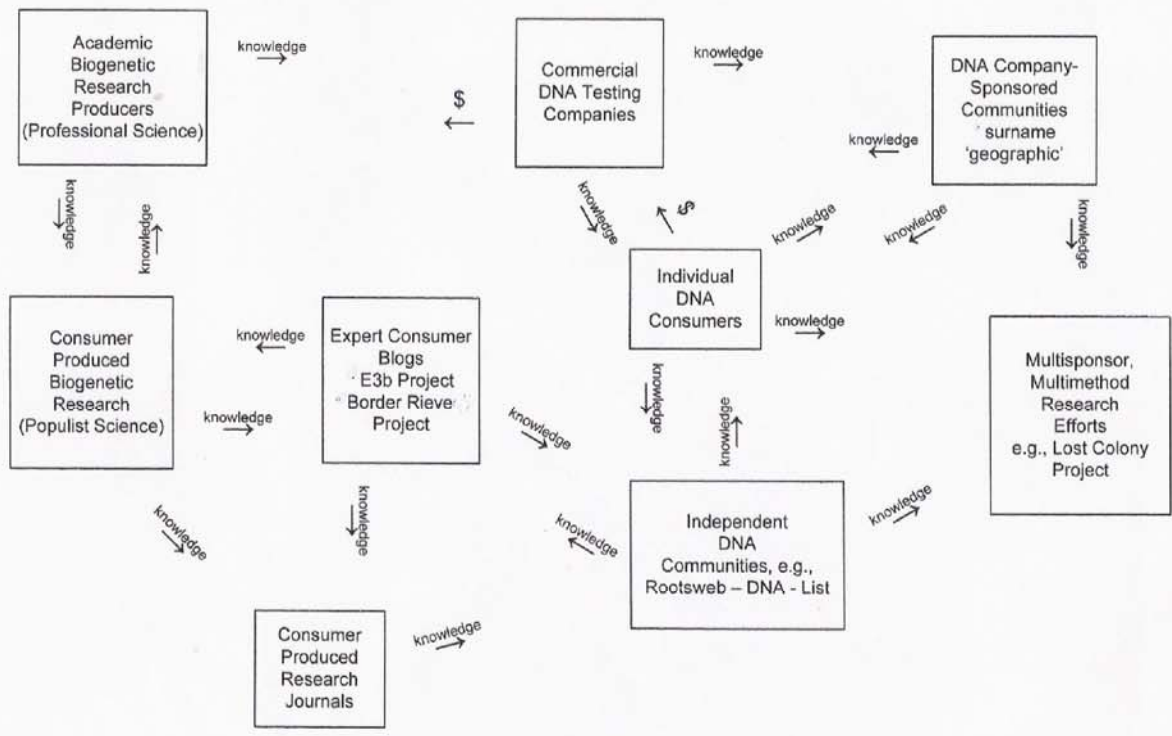 Academic
Biogenetic
Research
Producers
(Professional Science)
knowledge
$
Commercial
DNA Testing
Companies
knowledge
DNA Company-
Sponsored
Communities
surname
'geographic'
knowledge
knowledge
knowledge
knowledge
$
knowledge
knowledge
knowledge
Individual
DNA
Consumers
knowledge
Consumer
Produced
Biogenetic
Research
(Populist Science)
knowledge
knowledge
Expert Consumer
Blogs
E3b Project
Border Rieve
Project
Multisponsor,
Multimethod
Research
Efforts
e.g., Lost Colony
Project
knowledge
knowledge
knowledge
Independent
DNA
Communities, e.g.,
Rootsweb – DNA - List
knowledge
knowledge
knowledge
knowledge
Consumer
Produced
Research
Journals
knowledge